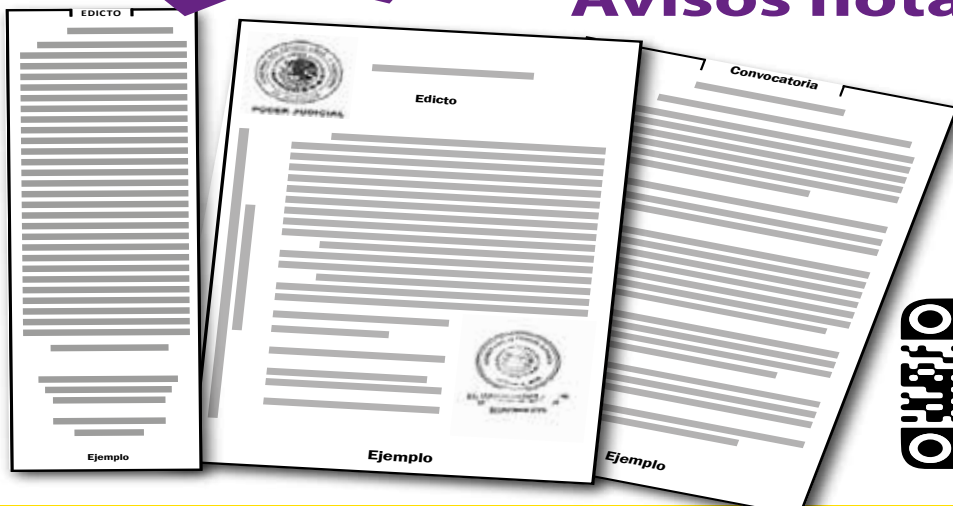 Avisos nota
EDICTO
Ejemplo
PODER JUDICIAL
Edicto
Ejemplo
Convocatoria
Ejemplo